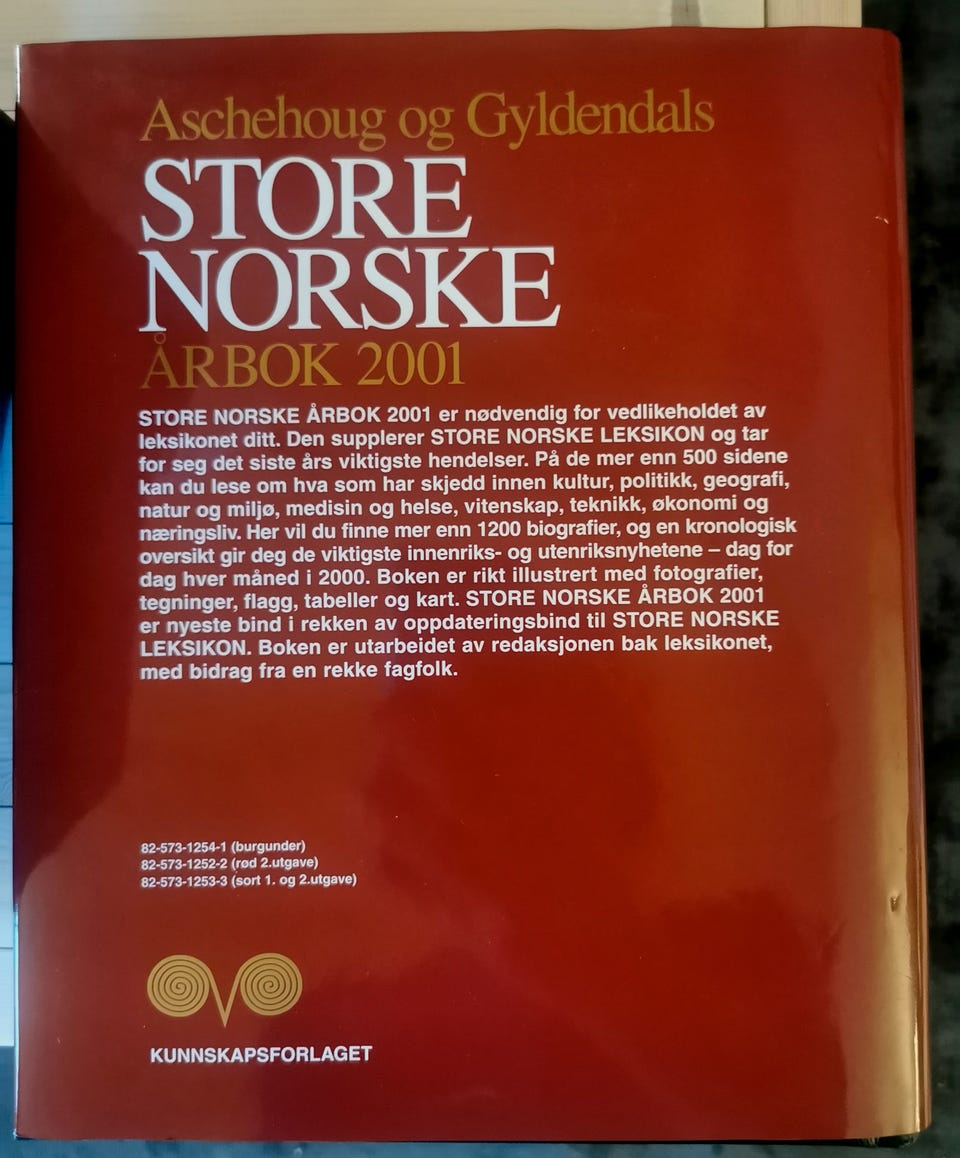 Aschehoug og Gyldendals
STORE
NORSKE
ÅRBOK 2001
STORE NORSKE ÅRBOK 2001 er nødvendig for vedlikeholdet av
leksikonet ditt. Den supplerer STORE NORSKE LEKSIKON og tar
for seg det siste års viktigste hendelser. På de mer enn 500 sidene
kan du lese om hva som har skjedd innen kultur, politikk, geografi,
natur og miljø, medisin og helse, vitenskap, teknikk, økonomi og
næringsliv. Her vil du finne mer enn 1200 biografier, og en kronologisk
oversikt gir deg de viktigste innenriks- og utenriksnyhetene – dag for
dag hver måned i 2000. Boken er rikt illustrert med fotografier,
tegninger, flagg, tabeller og kart. STORE NORSKE ÅRBOK 2001
er nyeste bind i rekken av oppdateringsbind til STORE NORSKE
LEKSIKON. Boken er utarbeidet av redaksjonen bak leksikonet,
med bidrag fra en rekke fagfolk.
82-573-1254-1 (burgunder)
82-573-1252-2 (rød 2.utgave)
82-573-1253-3 (sort 1. og 2.utgave)
KUNNSKAPSFORLAGET